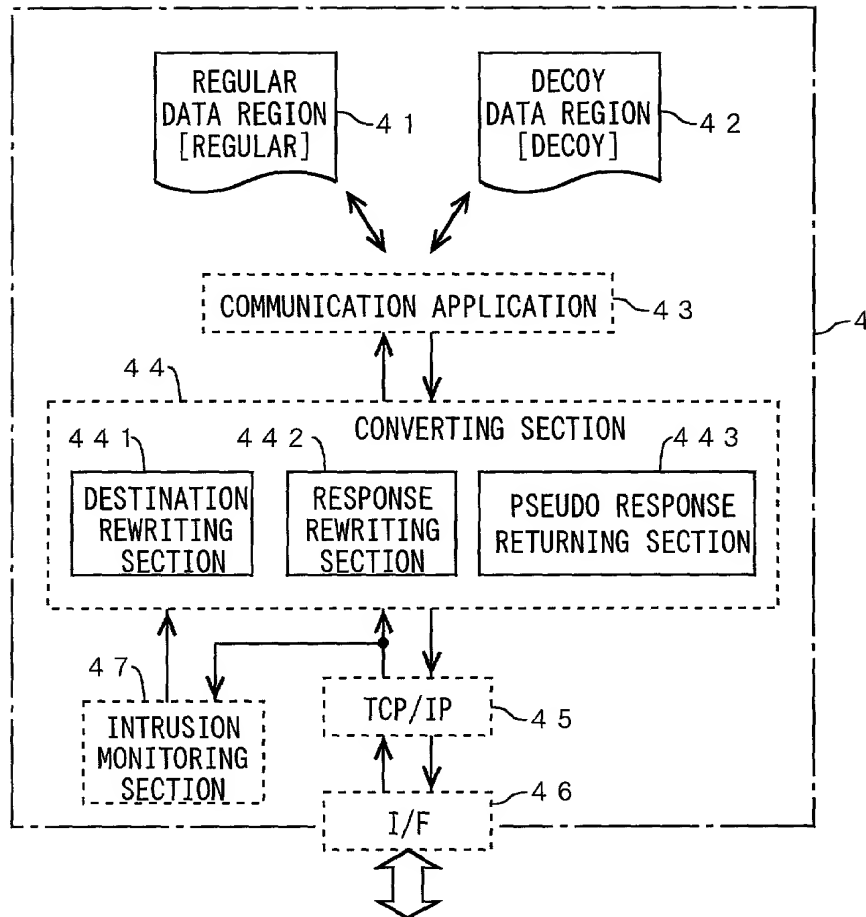 REGULAR
DATA REGION
[REGULAR]
41
DECOY
DATA REGION
[DECOY]
42
COMMUNICATION APPLICATION
43
4
44
CONVERTING SECTION
441
DESTINATION
REWRITING
SECTION
442
RESPONSE
REWRITING
SECTION
443
PSEUDO RESPONSE
RETURNING SECTION
47
INTRUSION
MONITORING
SECTION
TCP/IP
45
I/F
46